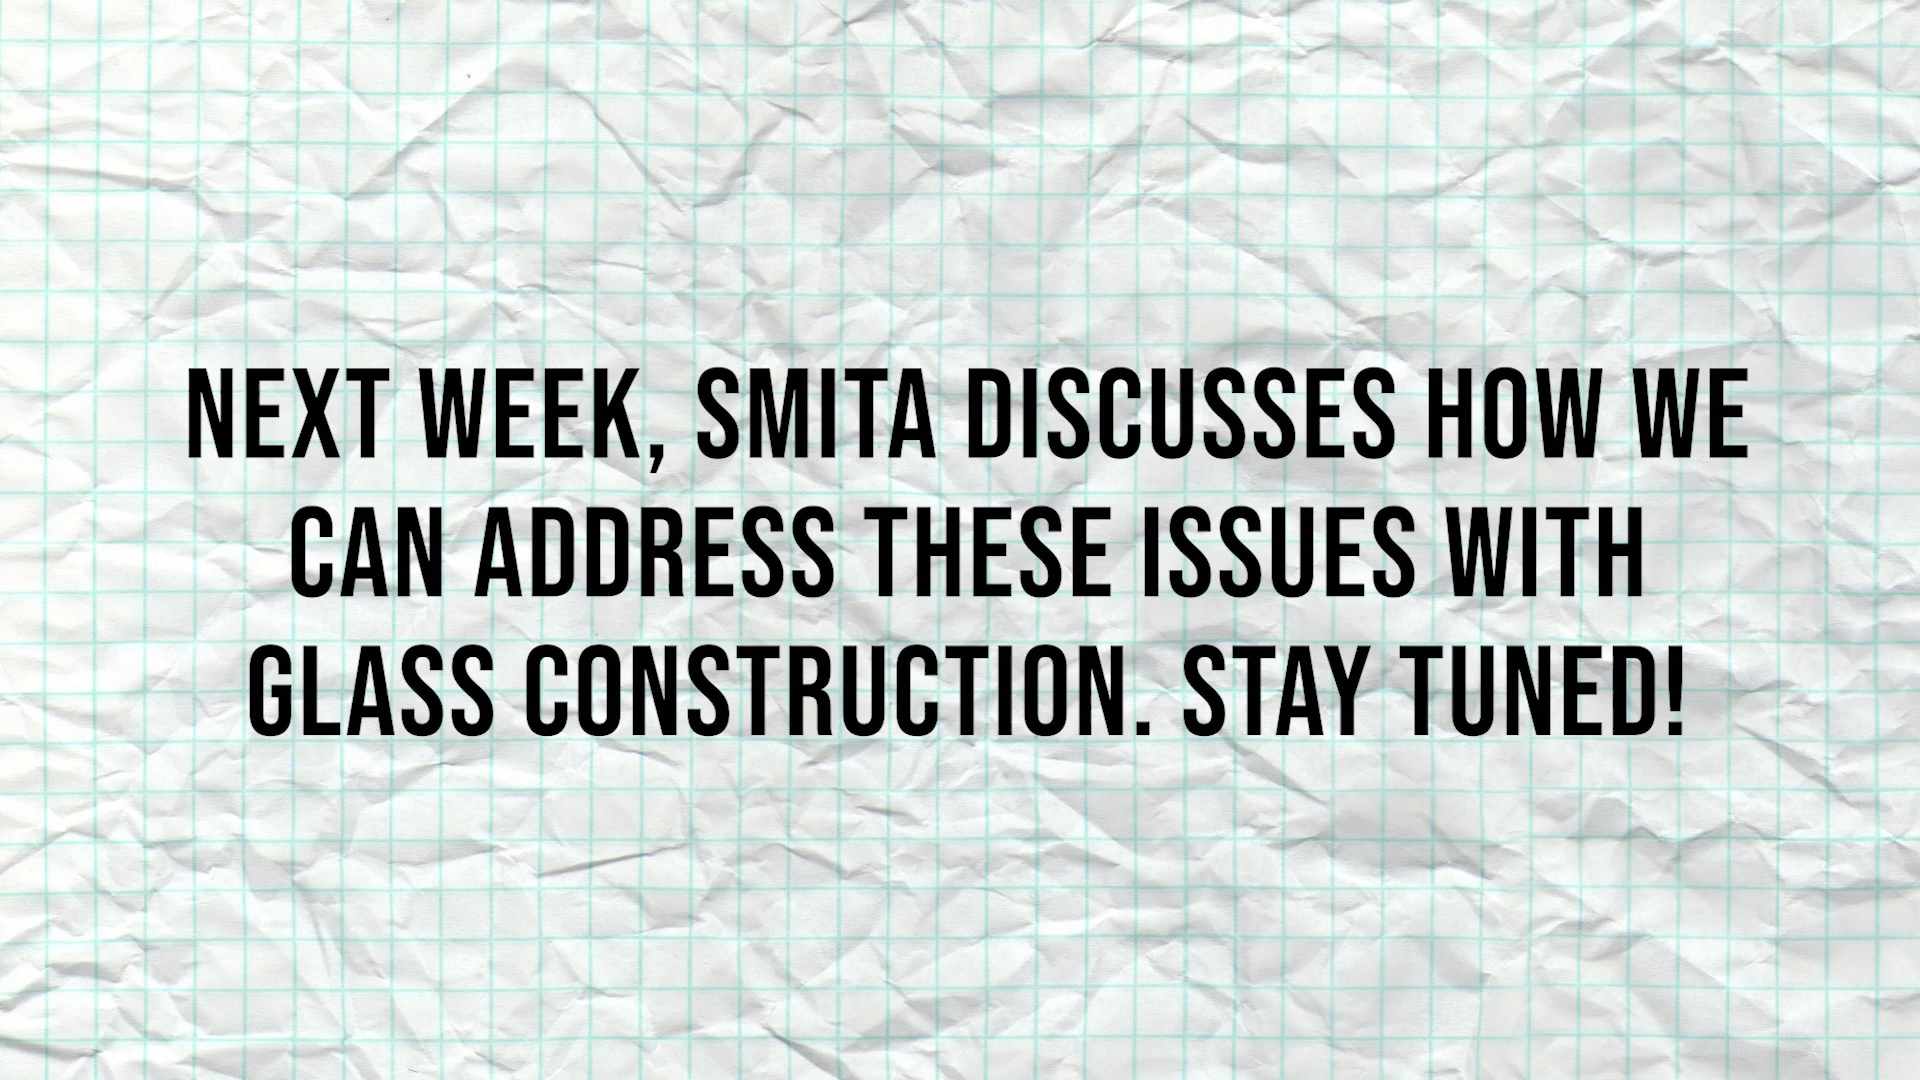 NEXT WEEK, SMITA DISCUSSES HOW WE
CAN ADDRESS THESE ISSUES WITH
GLASS CONSTRUCTION. STAY TUNED!